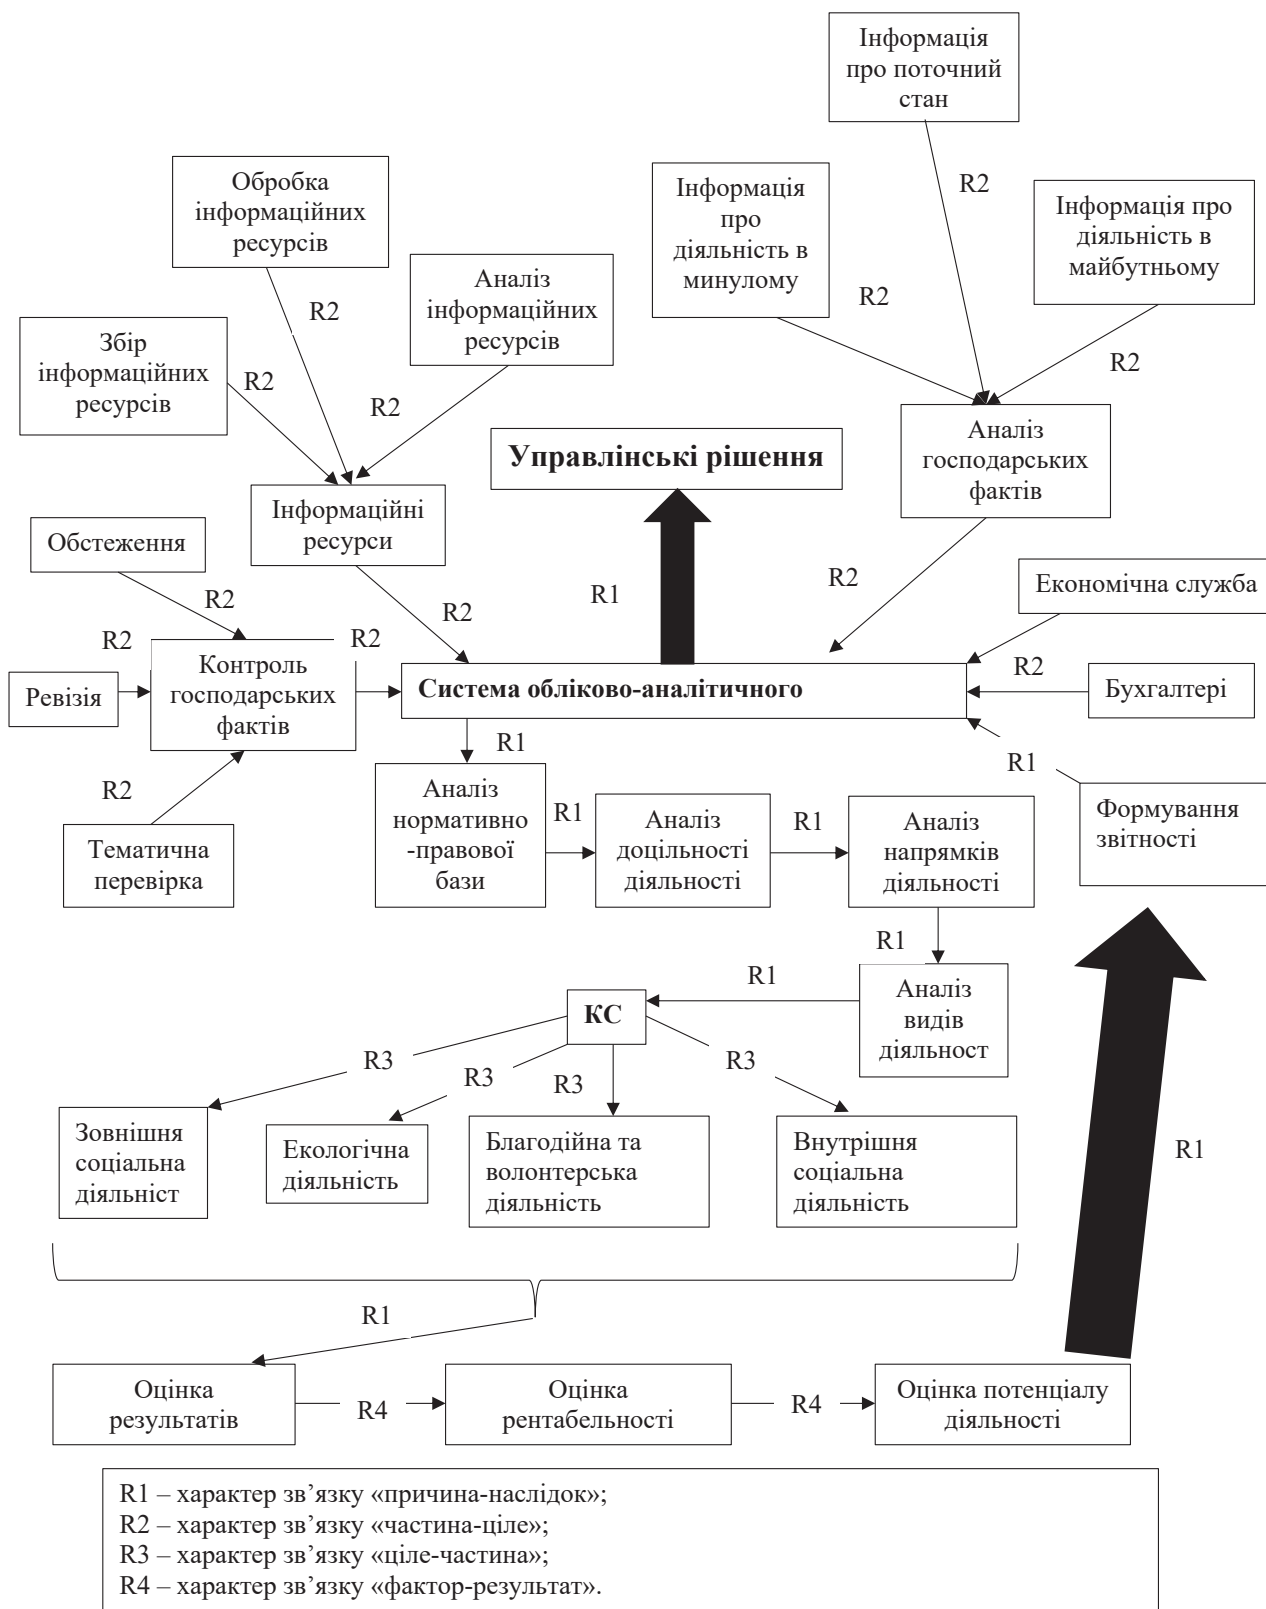 Інформація
про поточний
стан
R2
Обробка
інформаційних
ресурсів
Інформація
про
діяльність в
минулому
Інформація про
діяльність в
майбутньому
R2
Аналіз
інформаційних
ресурсів
R2
R2
Збір
інформаційних
ресурсів
R2
R2
Управлінські рішення
Аналіз
господарських
фактів
Інформаційні
ресурси
Обстеження
R2
R1
R2
R2
Економічна служба
R2
R2
Ревізія
Контроль
господарських
фактів
Система обліково-аналітичного
R2
Бухгалтері
R1
R1
R2
Тематична
перевірка
Аналіз
нормативно
-правової
бази
R1
Аналіз
доцільності
діяльності
R1
Аналіз
напрямків
діяльності
Формування
звітності
R1
R1
КС
Аналіз
видів
діяльност
R3
R3
R3
R3
Зовнішня
соціальна
діяльніст
Екологічна
діяльність
Благодійна та
волонтерська
діяльність
Внутрішня
соціальна
діяльність
R1
R1
Оцінка
результатів
R4
Оцінка
рентабельності
R4
Оцінка потенціалу
діяльності
R1 – характер зв’язку «причина-наслідок»;
R2 – характер зв’язку «частина-ціле»;
R3 – характер зв’язку «ціле-частина»;
R4 – характер зв’язку «фактор-результат».